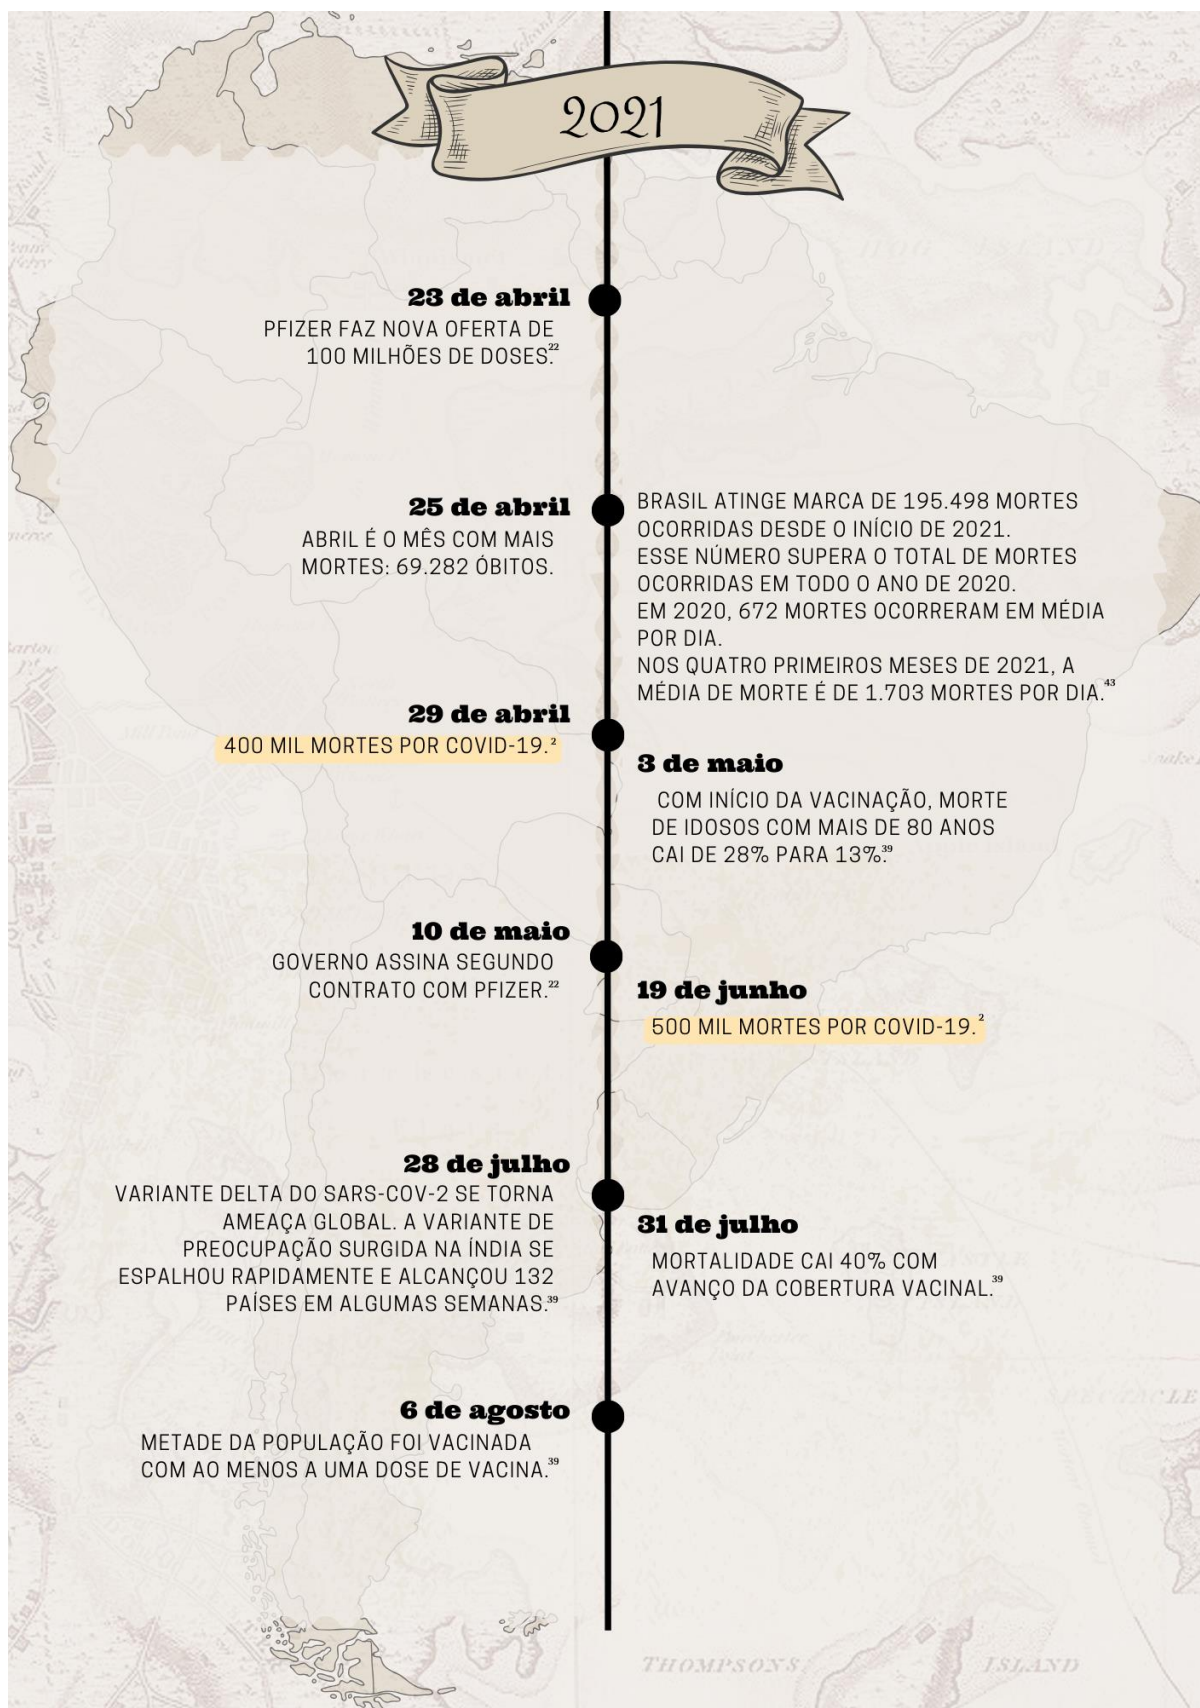 2021
23 de abril
PFIZER FAZ NOVA OFERTA DE
100 MILHÕES DE DOSES.²²
25 de abril
ABRIL É O MÊS COM MAIS
MORTES: 69.282 ÓBITOS.
BRASIL ATINGE MARCA DE 195.498 MORTES
OCORRIDAS DESDE O INÍCIO DE 2021.
ESSE NÚMERO SUPERA O TOTAL DE MORTES
OCORRIDAS EM TODO O ANO DE 2020.
EM 2020, 672 MORTES OCORRERAM EM MÉDIA
POR DIA.
NOS QUATRO PRIMEIROS MESES DE 2021, A
MÉDIA DE MORTE É DE 1.703 MORTES POR DIA.⁴³
29 de abril
400 MIL MORTES POR COVID-19.²
3 de maio
COM INÍCIO DA VACINAÇÃO, MORTE
DE IDOSOS COM MAIS DE 80 ANOS
CAI DE 28% PARA 13%.³⁹
10 de maio
GOVERNO ASSINA SEGUNDO
CONTRATO COM PFIZER.²²
19 de junho
500 MIL MORTES POR COVID-19.²
28 de julho
VARIANTE DELTA DO SARS-COV-2 SE TORNA
AMEAÇA GLOBAL. A VARIANTE DE
PREOCUPAÇÃO SURGIDA NA ÍNDIA SE
ESPALHOU RAPIDAMENTE E ALCANÇOU 132
PAÍSES EM ALGUMAS SEMANAS.³⁹
31 de julho
MORTALIDADE CAI 40% COM
AVANÇO DA COBERTURA VACINAL.³⁹
6 de agosto
METADE DA POPULAÇÃO FOI VACINADA
COM AO MENOS A UMA DOSE DE VACINA.³⁹
THOMPSONS ISLAND